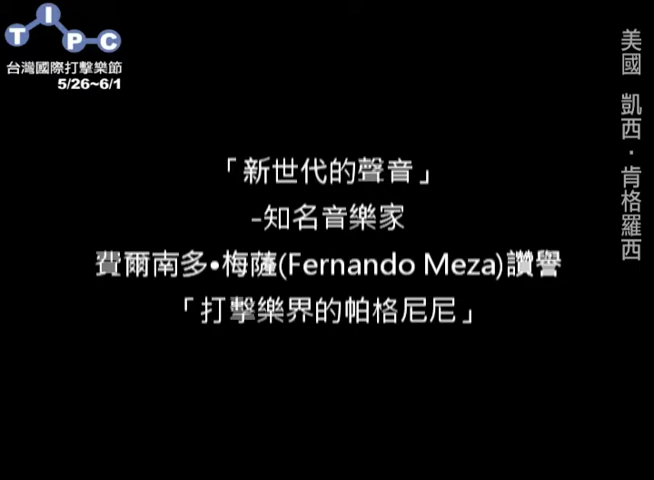 TIPC
台灣國際打擊樂節
5/26~6/1
美國 凱西・肯格羅西
「新世代的聲音」
-知名音樂家
費爾南多•梅薩(Fernando Meza)讚譽
「打擊樂界的帕格尼尼」